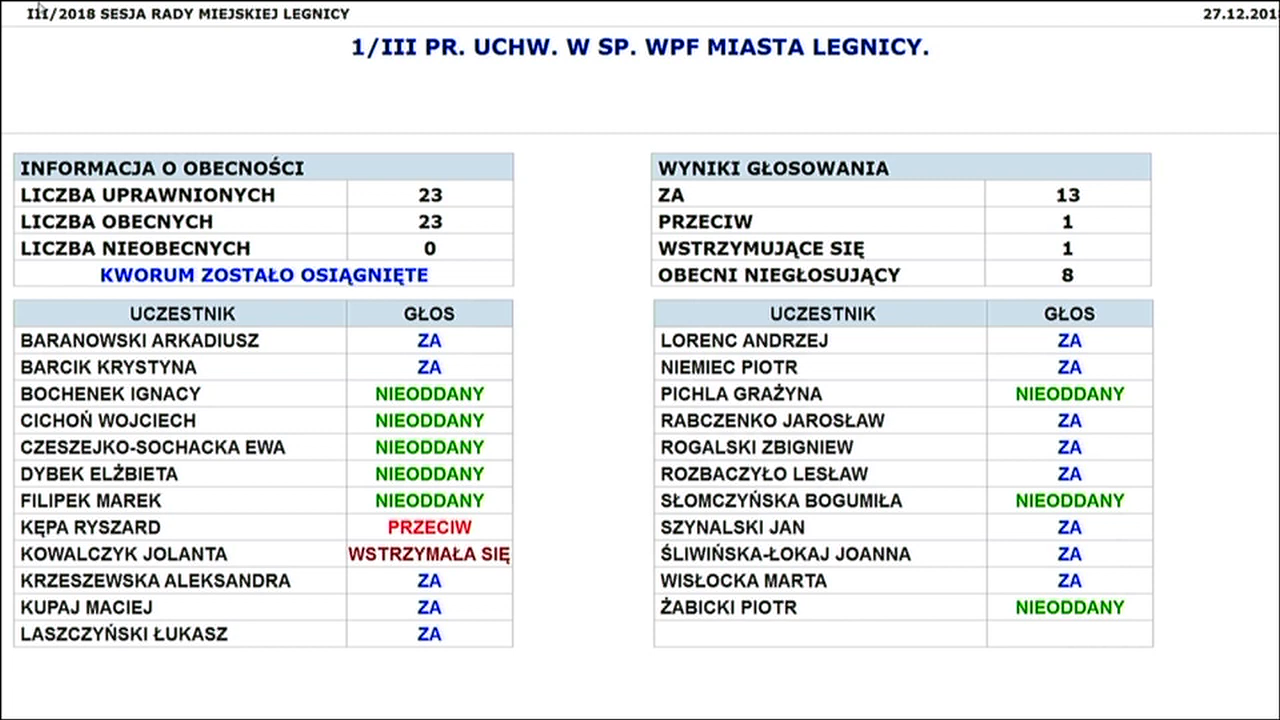 III/2018 SESJA RADY MIEJSKIEJ LEGNICY 27.12.201
1/III PR. UCHW. W SP. WPF MIASTA LEGNICY.
INFORMACJA O OBECNOŚCI
LICZBA UPRAWNIONYCH 23
LICZBA OBECNYCH 23
LICZBA NIEOBECNYCH 0
KWORUM ZOSTAŁO OSIĄGNIĘTE
WYNIKI GŁOSOWANIA
ZA 13
PRZECIW 1
WSTRZYMUJĄCE SIĘ 1
OBECNI NIEGŁOSUJĄCY 8
UCZESTNIK GŁOS
BARANOWSKI ARKADIUSZ ZA
BARCIK KRYSTYNA ZA
BOCHENEK IGNACY NIEODDANY
CICHOŃ WOJCIECH NIEODDANY
CZESZEJKO-SOCHACKA EWA NIEODDANY
DYBEK ELŻBIETA NIEODDANY
FILIPEK MAREK NIEODDANY
KĘPA RYSZARD PRZECIW
KOWALCZYK JOLANTA WSTRZYMAŁA SIĘ
KRZESZEWSKA ALEKSANDRA ZA
KUPAJ MACIEJ ZA
LASZCZYŃSKI ŁUKASZ ZA
UCZESTNIK GŁOS
LORENC ANDRZEJ ZA
NIEMIEC PIOTR ZA
PICHLA GRAŻYNA NIEODDANY
RABCZENKO JAROSŁAW ZA
ROGALSKI ZBIGNIEW ZA
ROZBACZYŁO LESŁAW ZA
SŁOMCZYŃSKA BOGUMIŁA NIEODDANY
SZYNALSKI JAN ZA
ŚLIWIŃSKA-ŁOKAJ JOANNA ZA
WISŁOCKA MARTA ZA
ŻABICKI PIOTR NIEODDANY